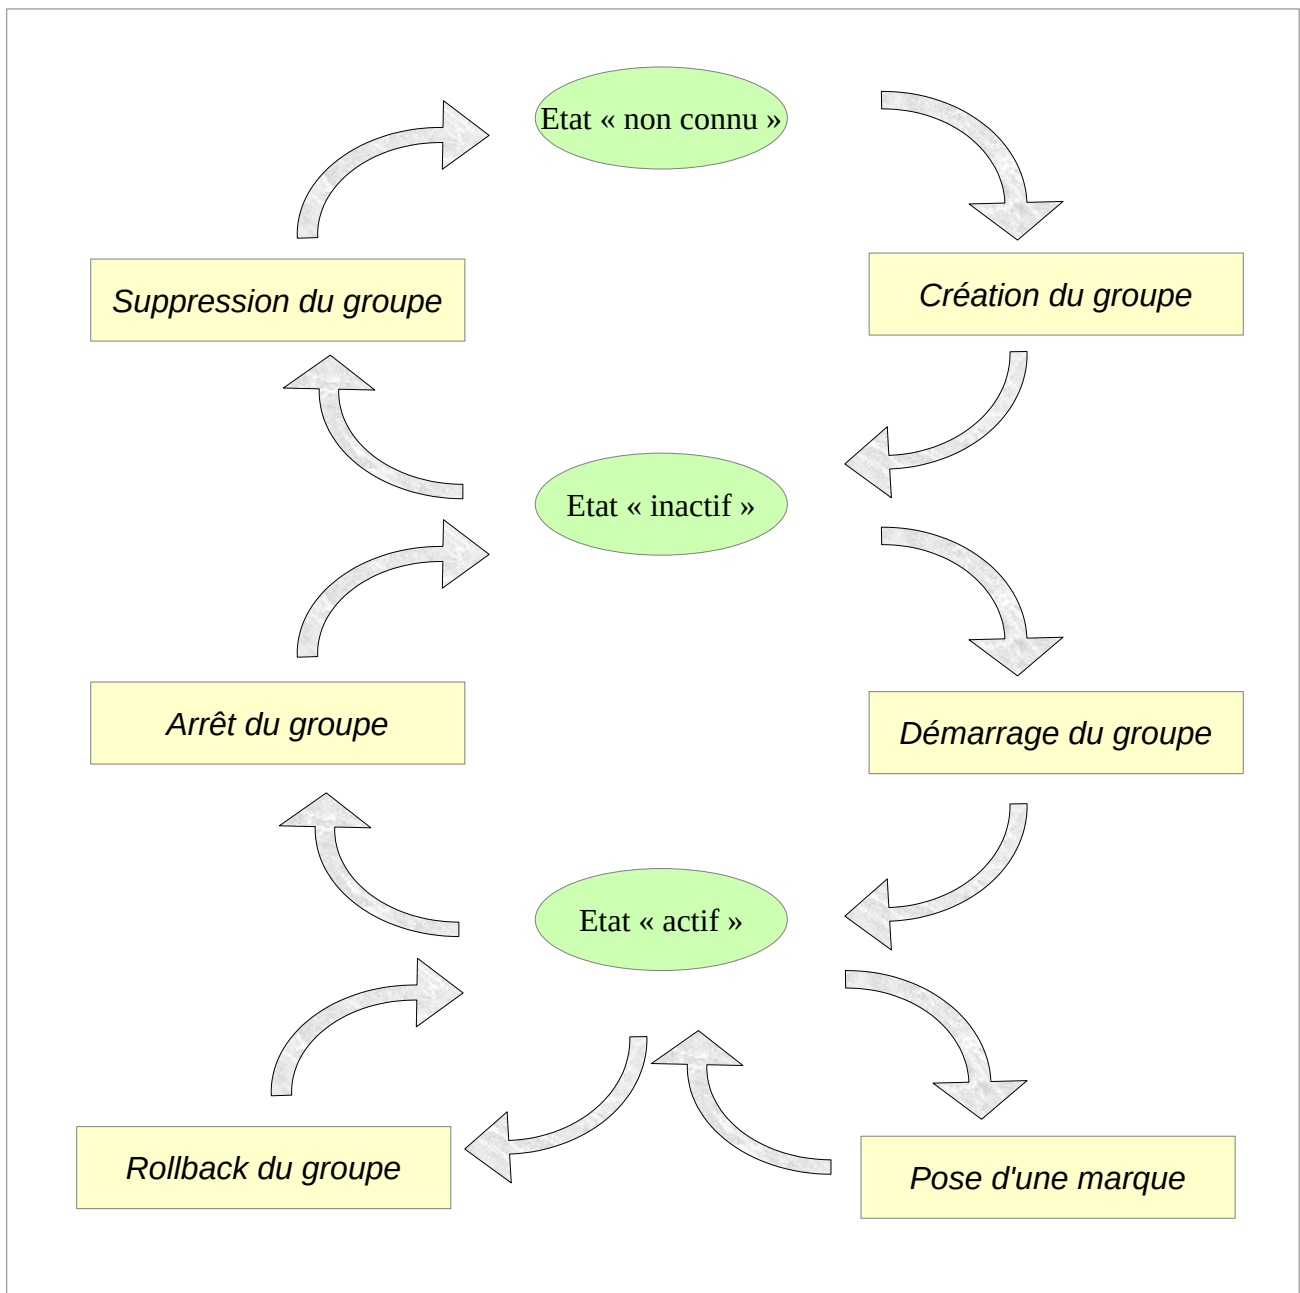 Etat « non connu »
Suppression du groupe
Création du groupe
Etat « inactif »
Arrêt du groupe
Démarrage du groupe
Etat « actif »
Rollback du groupe
Pose d'une marque